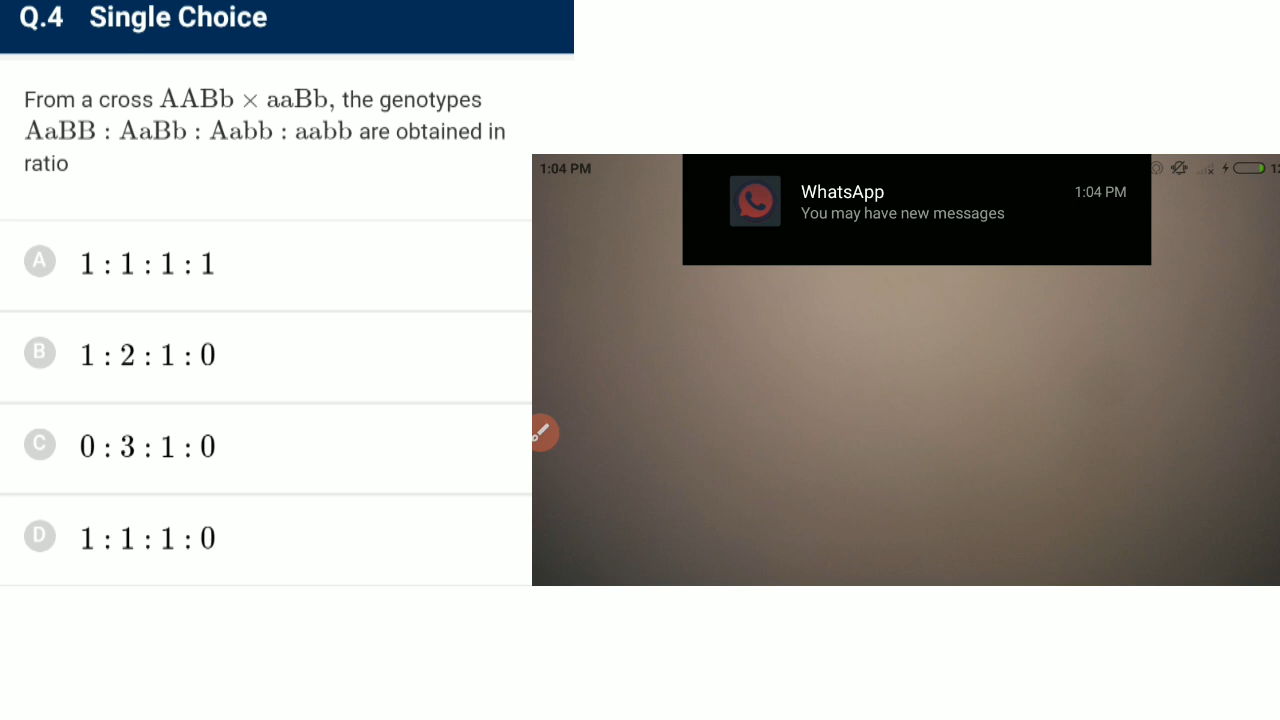 Q.4 Single Choice
From a cross AABb × aaBb, the genotypes
AaBB : AaBb : Aabb : aabb are obtained in
ratio
A 1 : 1 : 1 : 1
B 1 : 2 : 1 : 0
C 0 : 3 : 1 : 0
D 1 : 1 : 1 : 0
1:04 PM
WhatsApp 1:04 PM
You may have new messages